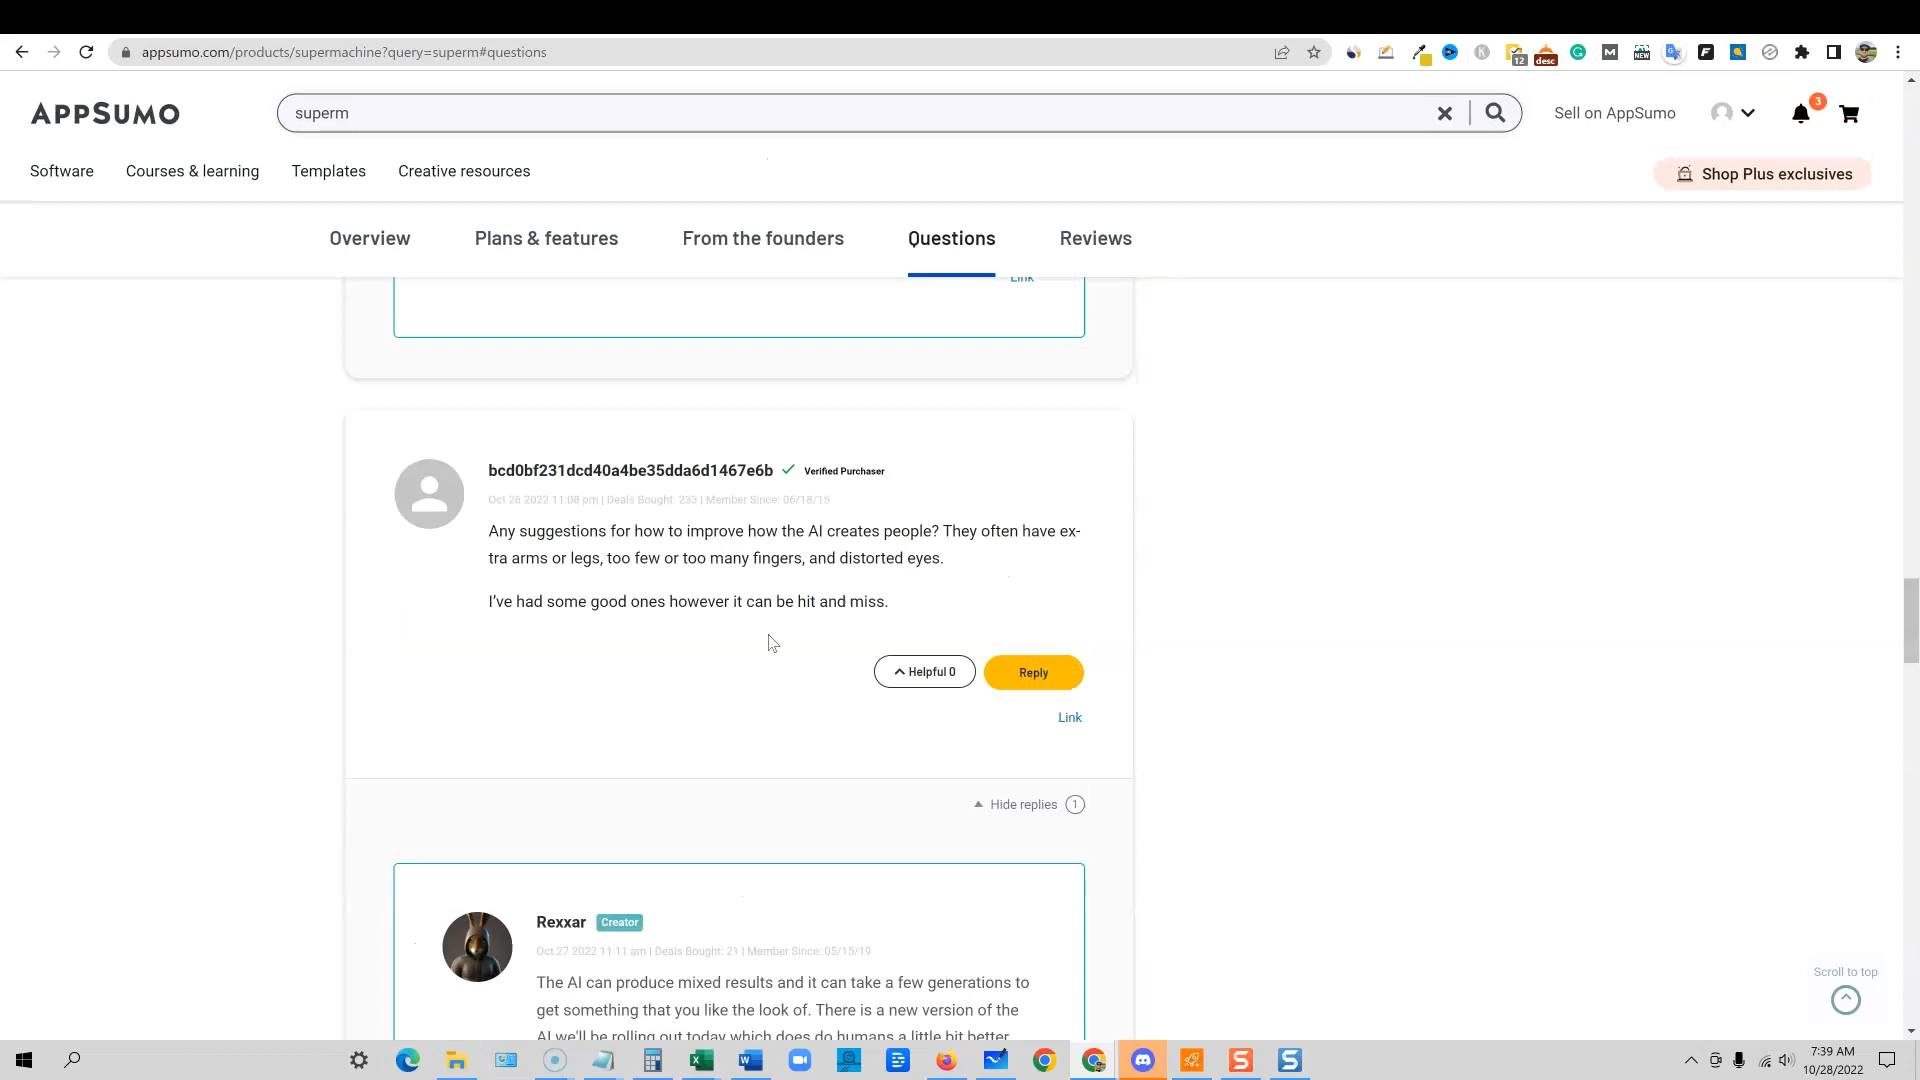 appsumo.com/products/supermachine?query=superm#questions
12
desc
NEW
APPSUMO
superm
Sell on AppSumo
3
Software
Courses & learning
Templates
Creative resources
Shop Plus exclusives
Overview
Plans & features
From the founders
Questions
Reviews
Link
bcd0bf231dcd40a4be35dda6d1467e6b
Verified Purchaser
Oct 26 2022 11:08 pm | Deals Bought: 233 | Member Since: 06/18/15
Any suggestions for how to improve how the AI creates people? They often have ex-
tra arms or legs, too few or too many fingers, and distorted eyes.
I've had some good ones however it can be hit and miss.
Helpful 0
Reply
Link
Hide replies 1
Rexxar
Creator
Oct 27 2022 11:11 am | Deals Bought: 21 | Member Since: 05/15/19
The AI can produce mixed results and it can take a few generations to
get something that you like the look of. There is a new version of the
AI we'll be rolling out today which does do humans a little bit better
Scroll to top
7:39 AM
10/28/2022